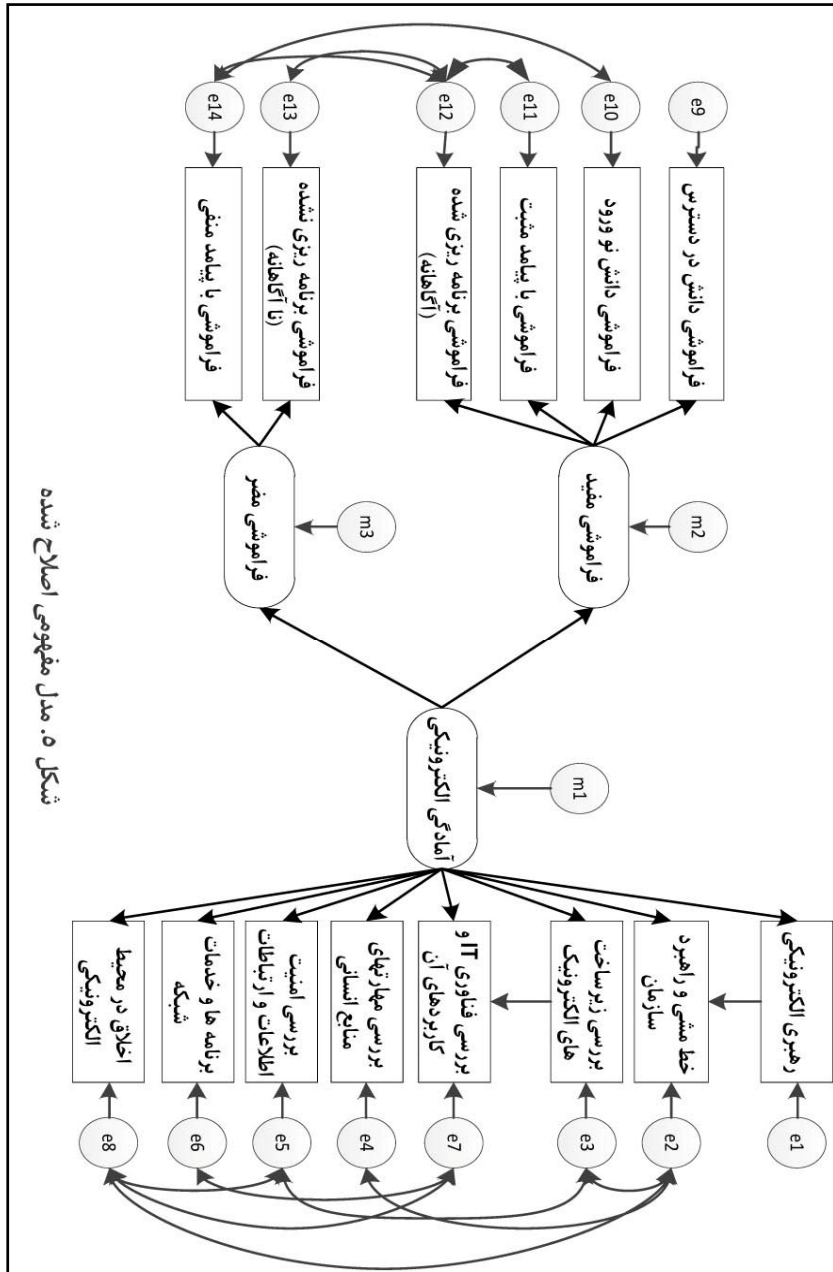 رهبری الکترونیکی
خط مشی و راهبرد
سازمان
بررسی زیرساخت
های الکترونیک
بررسی فناوری IT و
کاربردهای آن
بررسی مهارتهای
منابع انسانی
بررسی امنیت
اطلاعات و ارتباطات
برنامه ها و خدمات
شبکه
اخلاق در محیط
الکترونیکی
e1
e2
e3
e7
e4
e5
e6
e8
m1
آمادگی الکترونیکی
m2
فراموشی مفید
m3
فراموشی مضر
فراموشی دانش در دسترس
فراموشی دانش نو ورود
فراموشی با پیامد مثبت
فراموشی برنامه ریزی شده
(آگاهانه)
فراموشی برنامه ریزی نشده
(نا آگاهانه)
فراموشی با پیامد منفی
e9
e10
e11
e12
e13
e14
شکل ۵. مدل مفهومی اصلاح شده